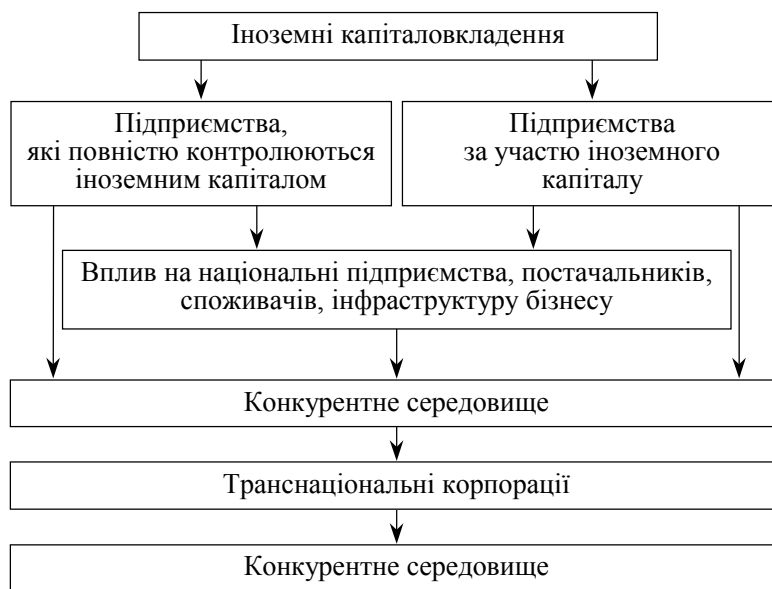 Іноземні капіталовкладення
Підприємства,
які повністю контролюються
іноземним капіталом
Підприємства
за участю іноземного
капіталу
Вплив на національні підприємства, постачальників,
споживачів, інфраструктуру бізнесу
Конкурентне середовище
Транснаціональні корпорації
Конкурентне середовище